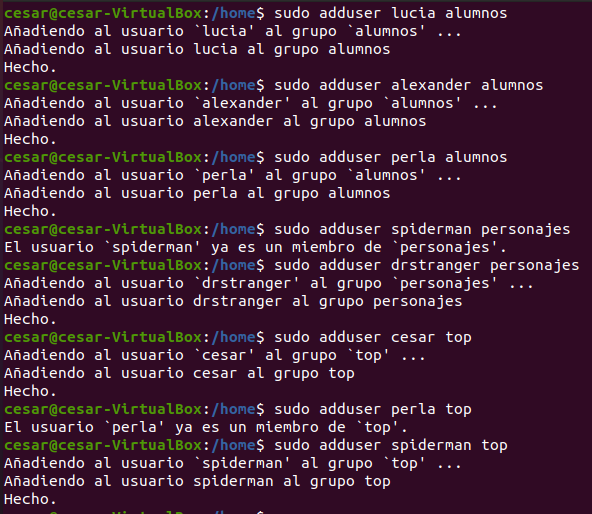 cesar@cesar-VirtualBox:/home$ sudo adduser lucia alumnos
Añadiendo al usuario `lucia' al grupo `alumnos' ...
Añadiendo al usuario lucia al grupo alumnos
Hecho.
cesar@cesar-VirtualBox:/home$ sudo adduser alexander alumnos
Añadiendo al usuario `alexander' al grupo `alumnos' ...
Añadiendo al usuario alexander al grupo alumnos
Hecho.
cesar@cesar-VirtualBox:/home$ sudo adduser perla alumnos
Añadiendo al usuario `perla' al grupo `alumnos' ...
Añadiendo al usuario perla al grupo alumnos
Hecho.
cesar@cesar-VirtualBox:/home$ sudo adduser spiderman personajes
El usuario `spiderman' ya es un miembro de `personajes'.
cesar@cesar-VirtualBox:/home$ sudo adduser drstranger personajes
Añadiendo al usuario `drstranger' al grupo `personajes' ...
Añadiendo al usuario drstranger al grupo personajes
Hecho.
cesar@cesar-VirtualBox:/home$ sudo adduser cesar top
Añadiendo al usuario `cesar' al grupo `top' ...
Añadiendo al usuario cesar al grupo top
Hecho.
cesar@cesar-VirtualBox:/home$ sudo adduser perla top
El usuario `perla' ya es un miembro de `top'.
cesar@cesar-VirtualBox:/home$ sudo adduser spiderman top
Añadiendo al usuario `spiderman' al grupo `top' ...
Añadiendo al usuario spiderman al grupo top
Hecho.